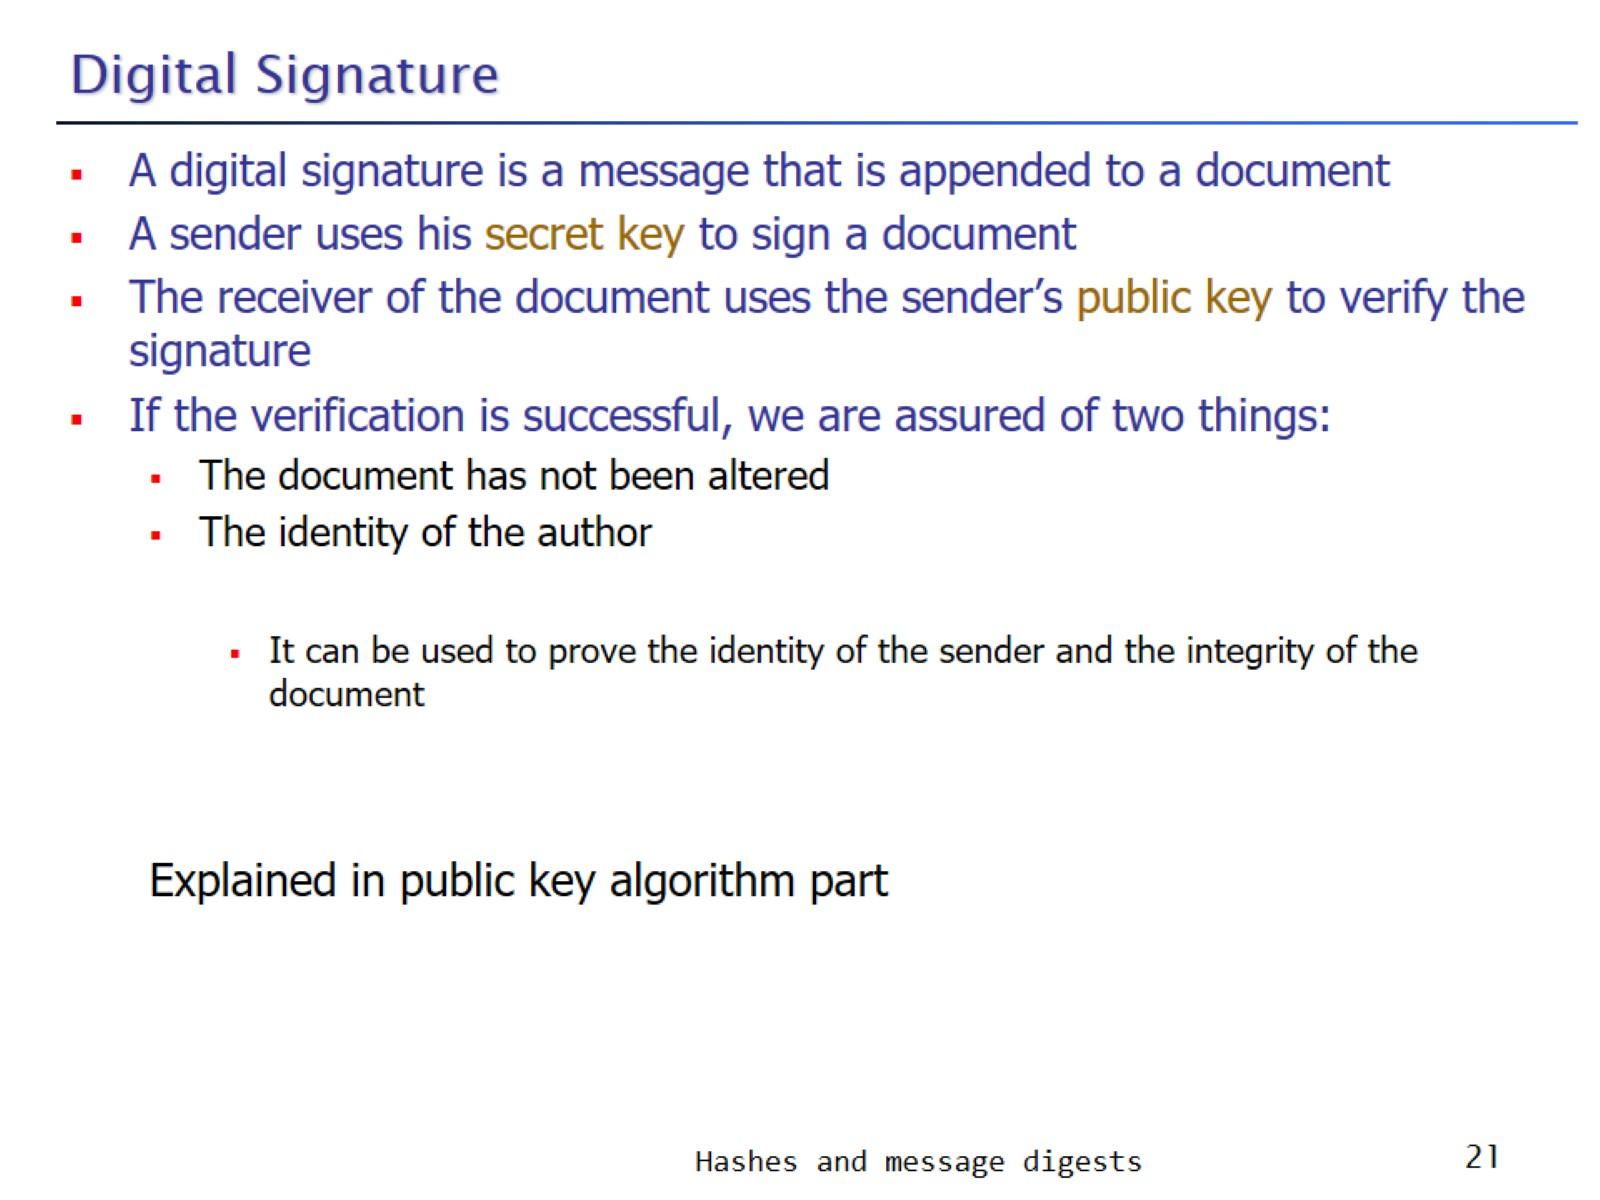 Digital Signature
A digital signature is a message that is appended to a document
A sender uses his secret key to sign a document
The receiver of the document uses the sender’s public key to verify the
signature
If the verification is successful, we are assured of two things:
The document has not been altered
The identity of the author
It can be used to prove the identity of the sender and the integrity of the
document
Explained in public key algorithm part
Hashes and message digests
21